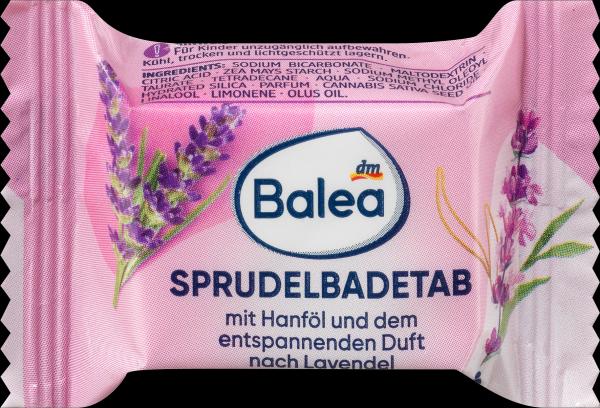 Für Kinder unzugänglich aufbewahren.
Kühl, trocken und lichtgeschützt lagern.
INGREDIENTS: SODIUM BICARBONATE · MALTODEXTRIN ·
CITRIC ACID · ZEA MAYS STARCH · SODIUM METHYL OLEOYL
TAURATE · TETRADECANE · AQUA · SODIUM CHLORIDE
HYDRATED SILICA · PARFUM · CANNABIS SATIVA SEED
LINALOOL · LIMONENE · OLUS OIL.
dm
Balea
SPRUDELBADETAB
mit Hanföl und dem
entspannenden Duft
nach Lavendel